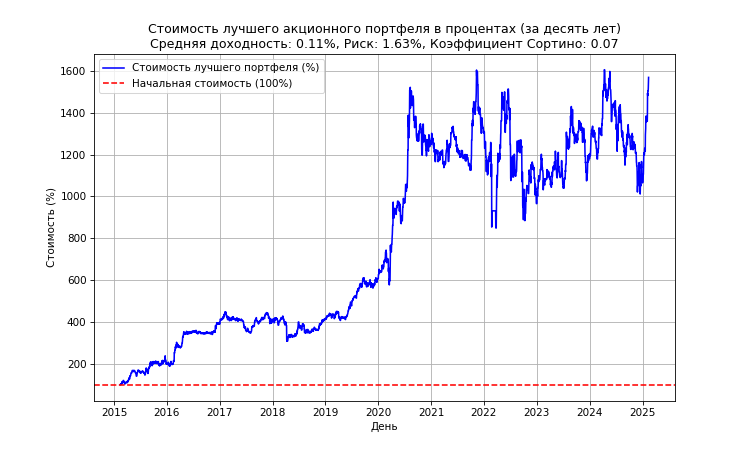 Стоимость лучшего акционного портфеля в процентах (за десять лет)
Средняя доходность: 0.11%, Риск: 1.63%, Коэффициент Сортино: 0.07
Стоимость лучшего портфеля (%)
Начальная стоимость (100%)
Стоимость (%)
1600
1400
1200
1000
800
600
400
200
2015 2016 2017 2018 2019 2020 2021 2022 2023 2024 2025
День